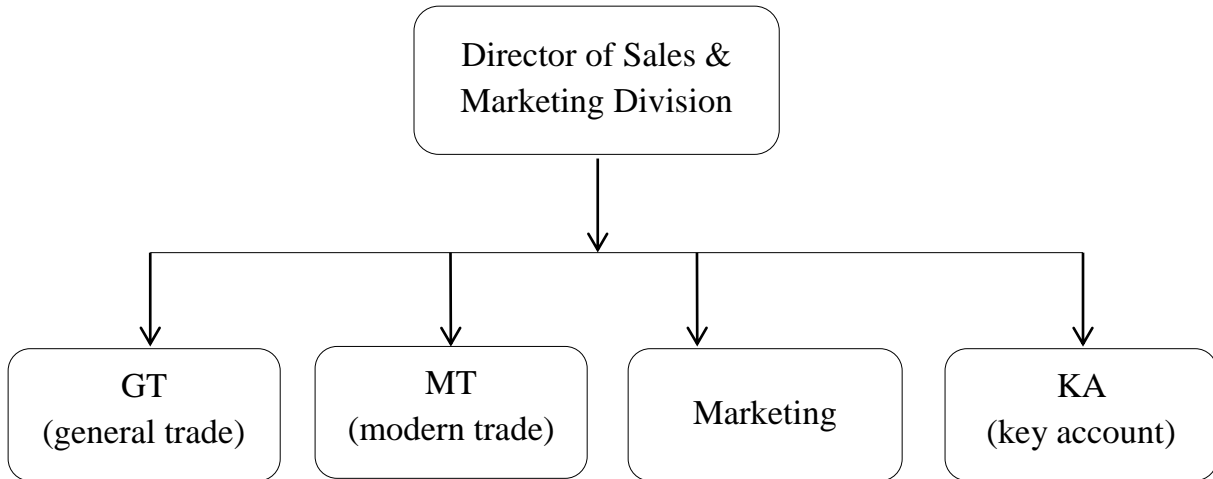 Director of Sales &
Marketing Division
GT
(general trade)
MT
(modern trade)
Marketing
KA
(key account)